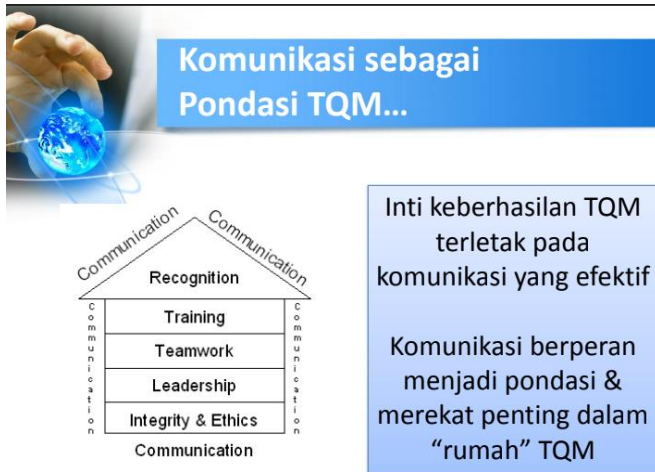 Komunikasi sebagai
Pondasi TQM...
Communication
Communication
Recognition
Communication
Training
Teamwork
Leadership
Integrity & Ethics
Communication
Communication
Inti keberhasilan TQM
terletak pada
komunikasi yang efektif
Komunikasi berperan
menjadi pondasi &
merekat penting dalam
“rumah” TQM